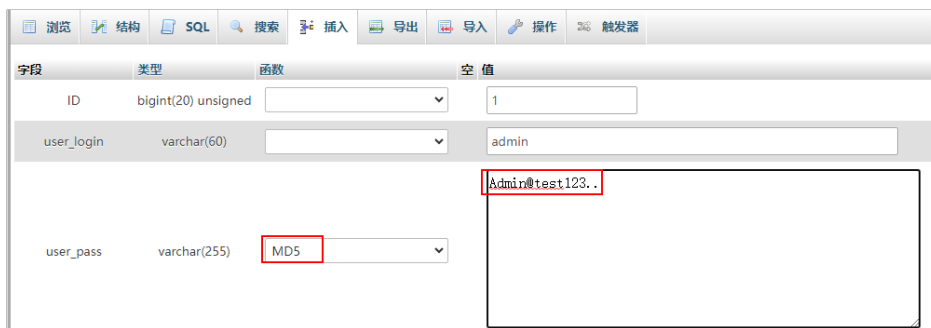 浏览 结构 SQL 搜索 插入 导出 导入 操作 触发器
字段 类型 函数 空 值
ID bigint(20) unsigned 1
user_login varchar(60) admin
Admin@test123..
user_pass varchar(255) MD5